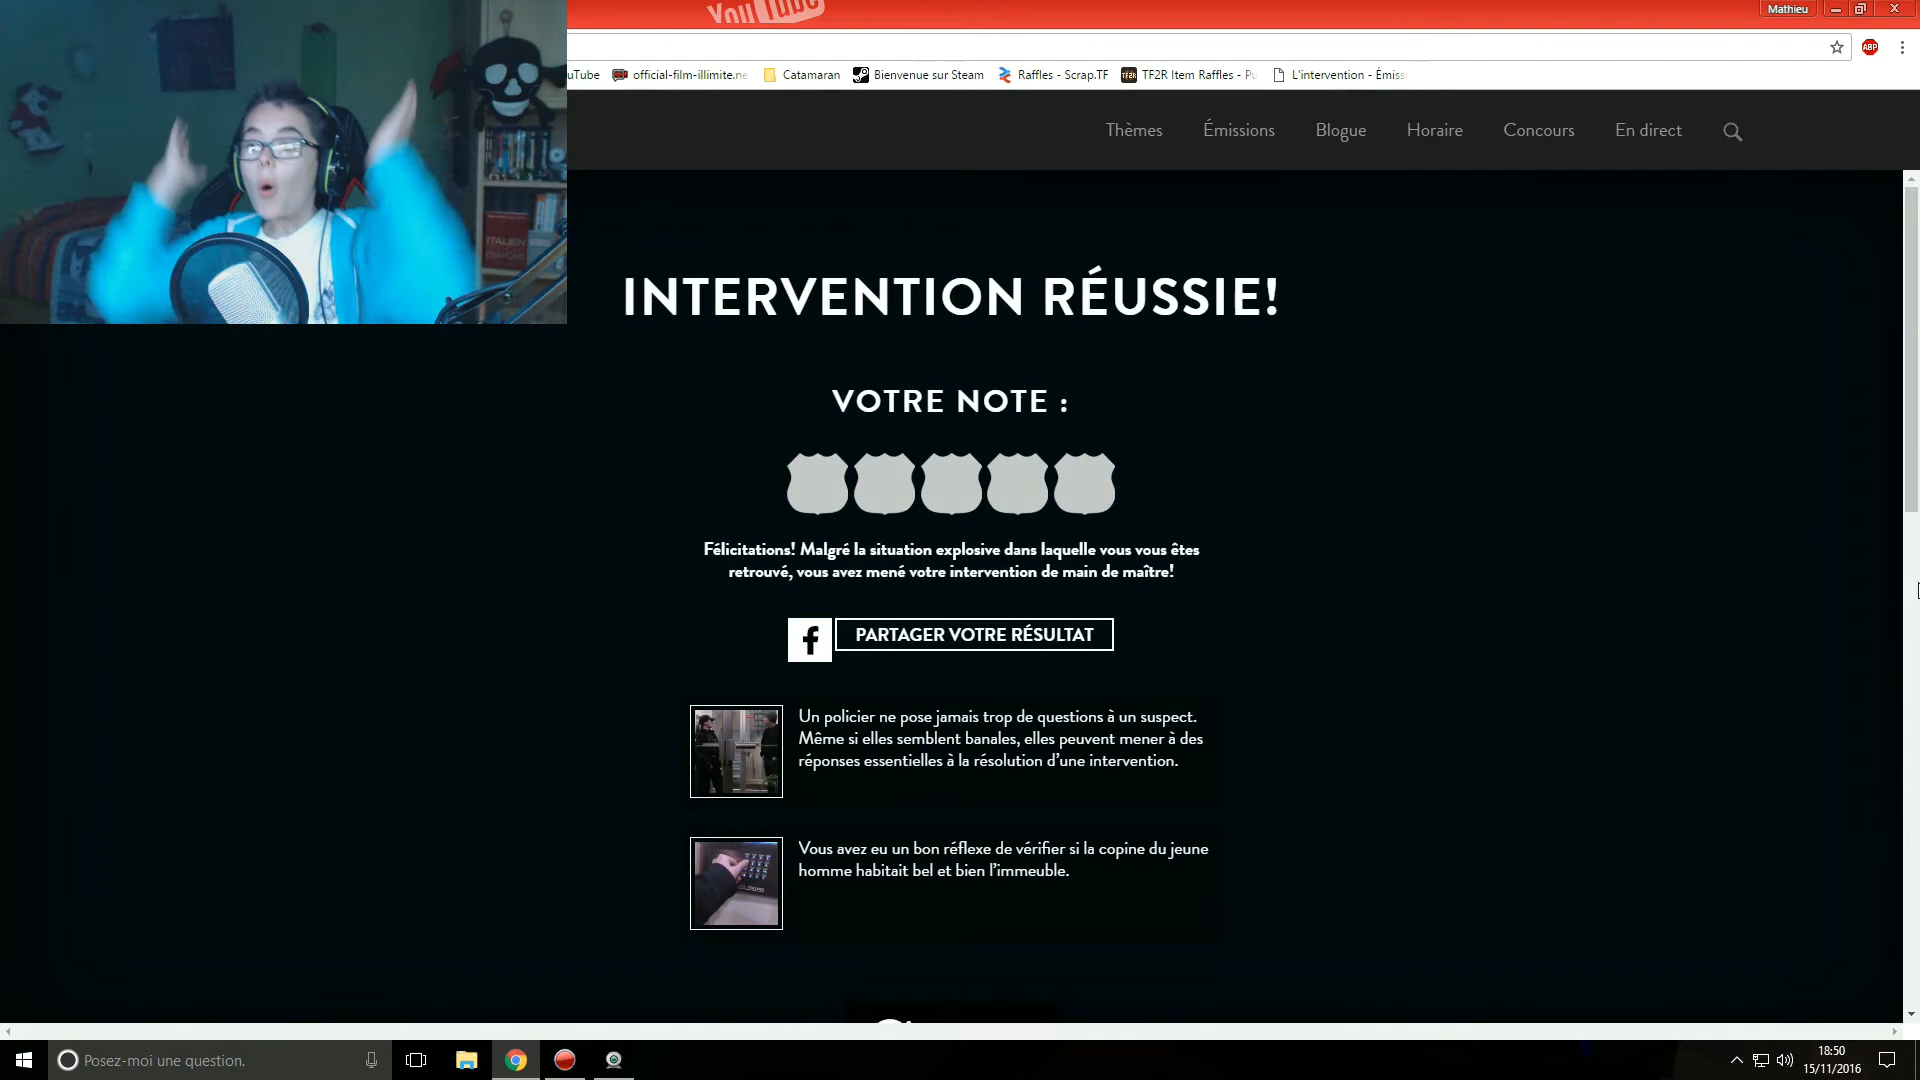 YouTube
Mathieu
ABP
uTube
official-film-illimite.ne
Catamaran
Bienvenue sur Steam
Raffles - Scrap.TF
TF2R Item Raffles - Pu
L'intervention - Émiss
Thèmes
Émissions
Blogue
Horaire
Concours
En direct
ITALIEN
FRANÇAIS
INTERVENTION RÉUSSIE!
VOTRE NOTE :
Félicitations! Malgré la situation explosive dans laquelle vous vous êtes
retrouvé, vous avez mené votre intervention de main de maître!
f
PARTAGER VOTRE RÉSULTAT
Un policier ne pose jamais trop de questions à un suspect.
Même si elles semblent banales, elles peuvent mener à des
réponses essentielles à la résolution d'une intervention.
Vous avez eu un bon réflexe de vérifier si la copine du jeune
homme habitait bel et bien l'immeuble.
Posez-moi une question.
18:50
15/11/2016